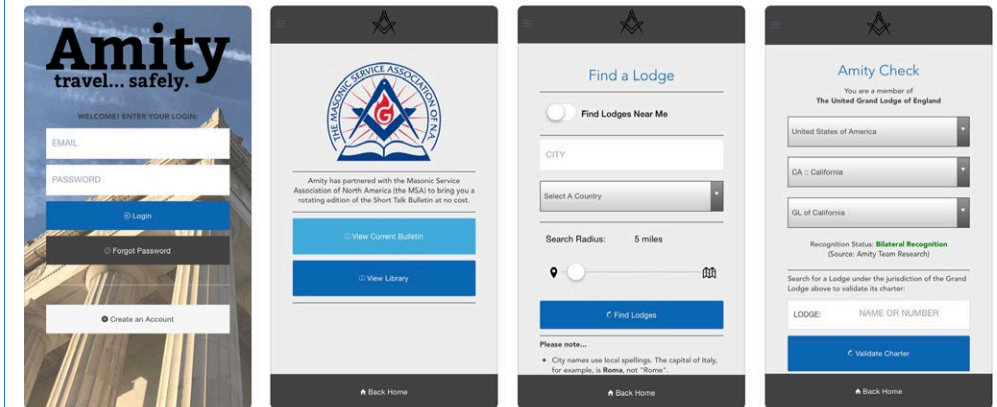 Amity
travel... safely.
WELCOME! ENTER YOUR LOGIN:
EMAIL
PASSWORD
Login
Forgot Password
Create an Account
THE MASONIC SERVICE ASSOCIATION OF N.A.
G
Amity has partnered with the Masonic Service
Association of North America (the MSA) to bring you a
rotating edition of the Short Talk Bulletin at no cost.
View Current Bulletin
View Library
Back Home
Find a Lodge
Find Lodges Near Me
CITY
Select A Country
Search Radius: 5 miles
Find Lodges
Please note...
• City names use local spellings. The capital of Italy,
for example, is Roma, not "Rome".
Back Home
Amity Check
You are a member of
The United Grand Lodge of England
United States of America
CA :: California
GL of California
Recognition Status: Bilateral Recognition
(Source: Amity Team Research)
Search for a Lodge under the jurisdiction of the Grand
Lodge above to validate its charter:
LODGE: NAME OR NUMBER
Validate Charter
Back Home